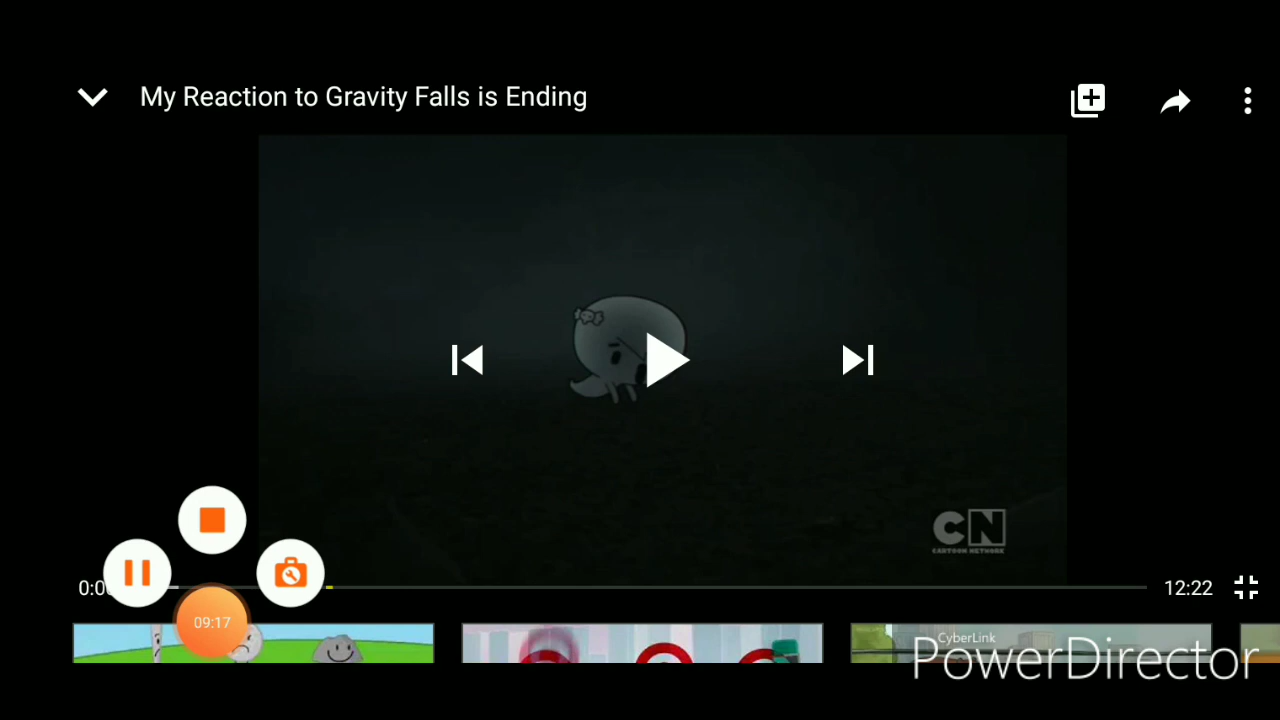 My Reaction to Gravity Falls is Ending
CN
CARTOON NETWORK
0:0
12:22
09:17
CyberLink
PowerDirector